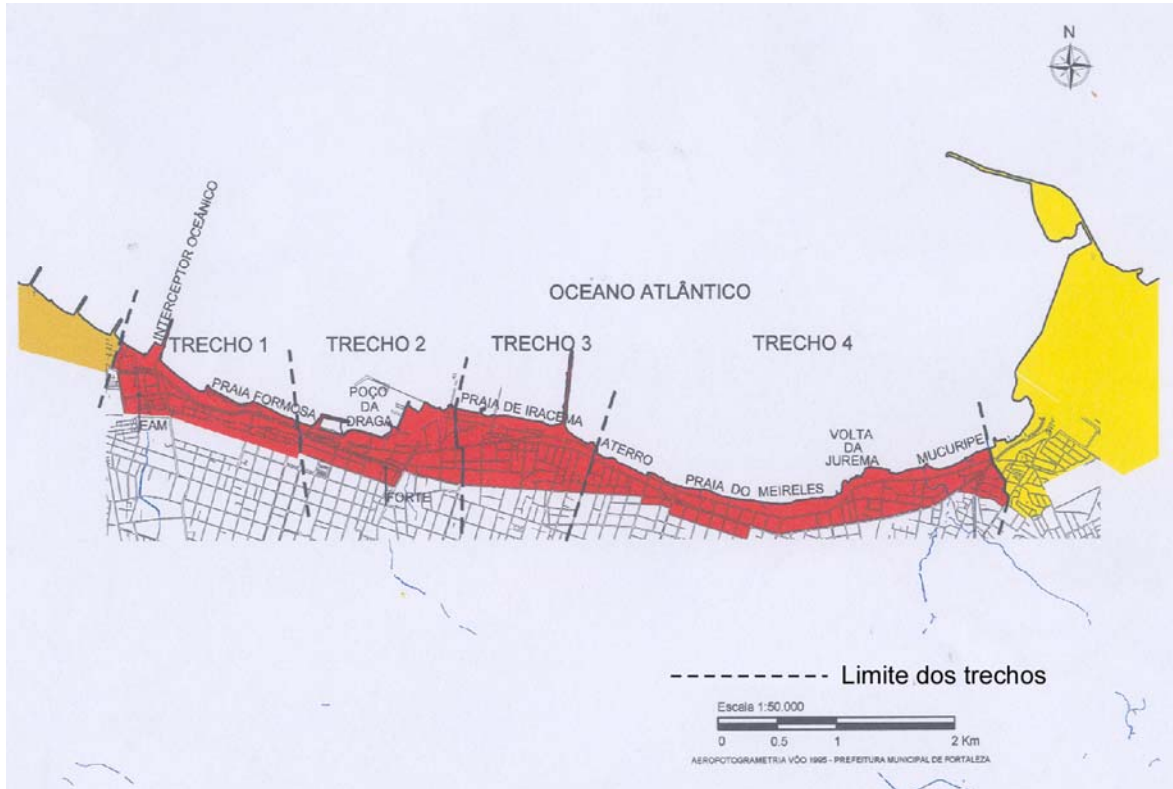 N
INTERCEPTOR OCEÂNICO
OCEANO ATLÂNTICO
TRECHO 1
TRECHO 2
TRECHO 3
TRECHO 4
PRAIA FORMOSA
POÇO
DA
DRAGA
PRAIA DE IRACEMA
ATERRO
PRAIA DO MEIRELES
VOLTA
DA
JUREMA
MUCURIPE
EAM
FORTE
Limite dos trechos
Escala 1:50.000
0 0.5 1 2 Km
AEROFOTOGRAMETRIA VÔO 1995 - PREFEITURA MUNICIPAL DE FORTALEZA